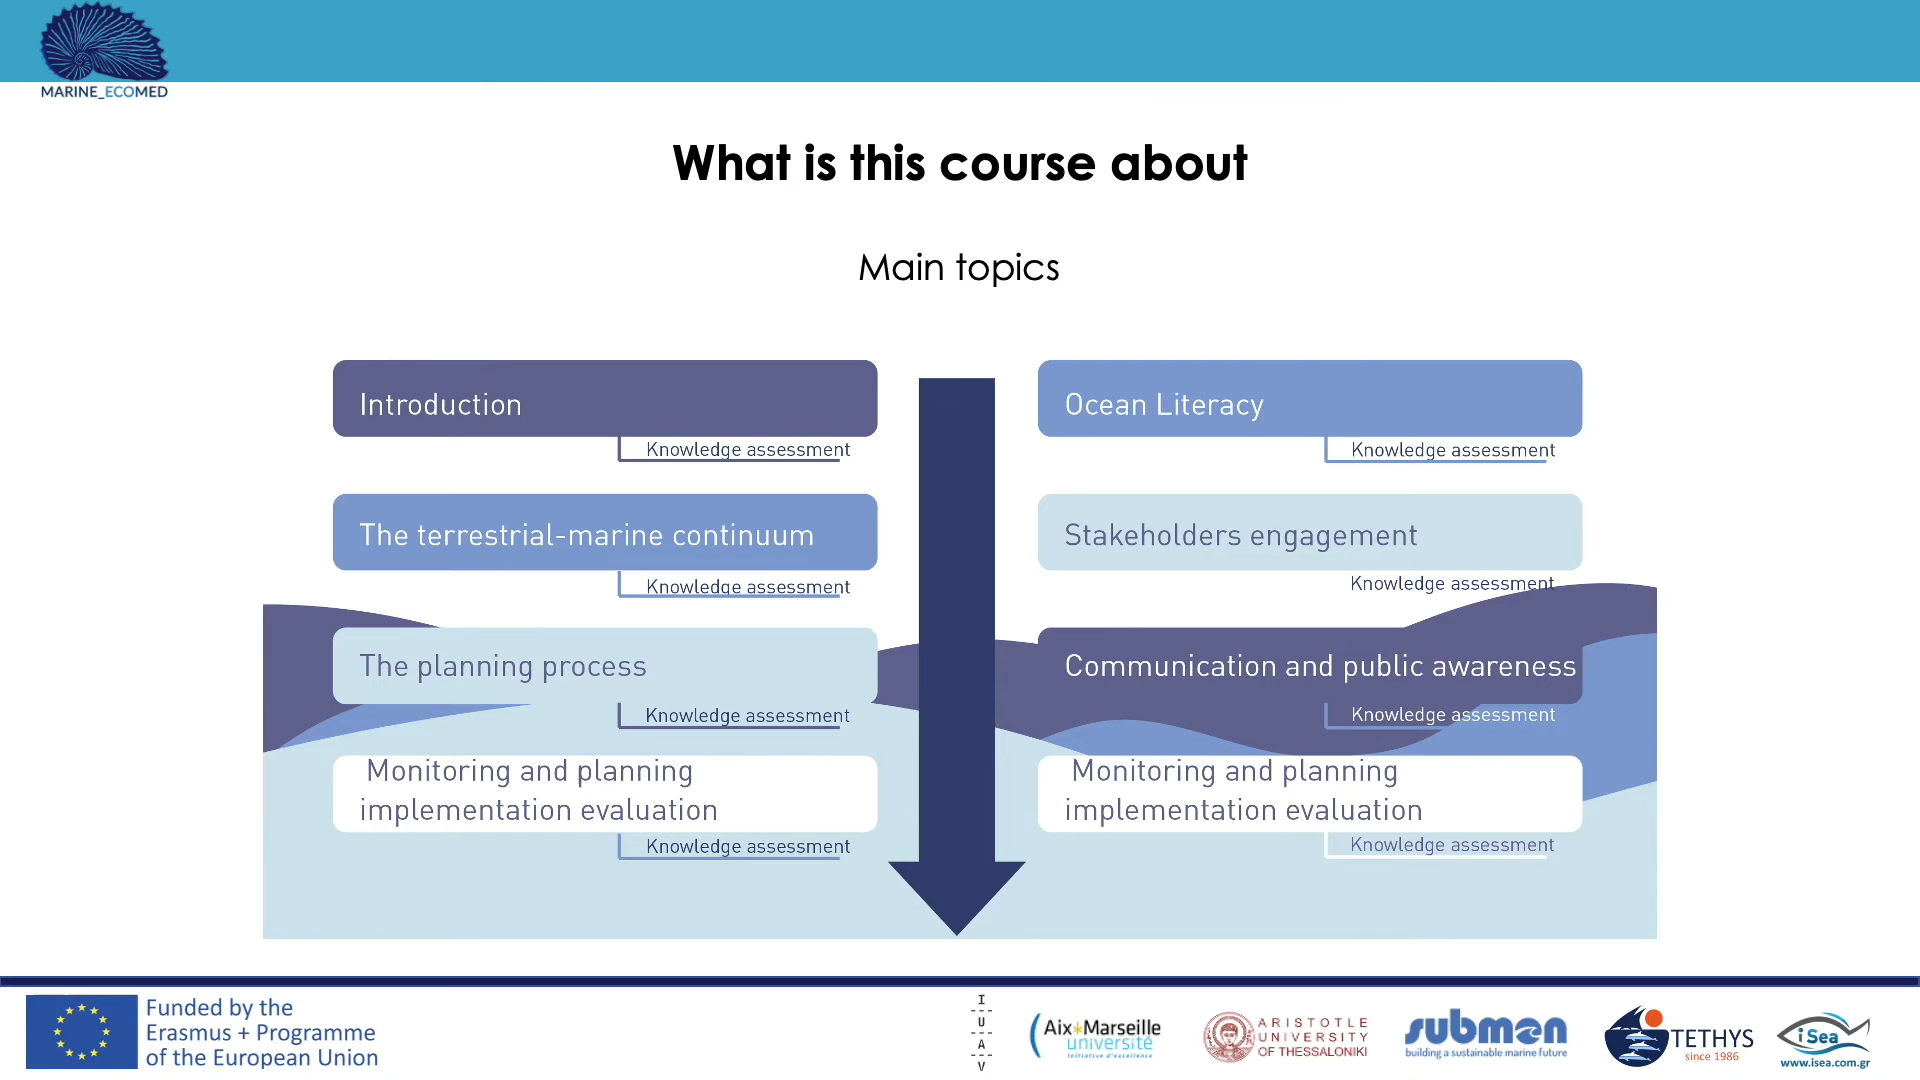 MARINE_ECOMED
What is this course about
Main topics
Introduction
Knowledge assessment
The terrestrial-marine continuum
Knowledge assessment
The planning process
Knowledge assessment
Monitoring and planning
implementation evaluation
Knowledge assessment
Ocean Literacy
Knowledge assessment
Stakeholders engagement
Knowledge assessment
Communication and public awareness
Knowledge assessment
Monitoring and planning
implementation evaluation
Knowledge assessment
Funded by the
Erasmus + Programme
of the European Union
I
U
A
V
Aix*Marseille
université
Initiative d'excellence
ARISTOTLE
UNIVERSITY
OF THESSALONIKI
submon
building a sustainable marine future
TETHYS
since 1986
iSea
www.isea.com.gr